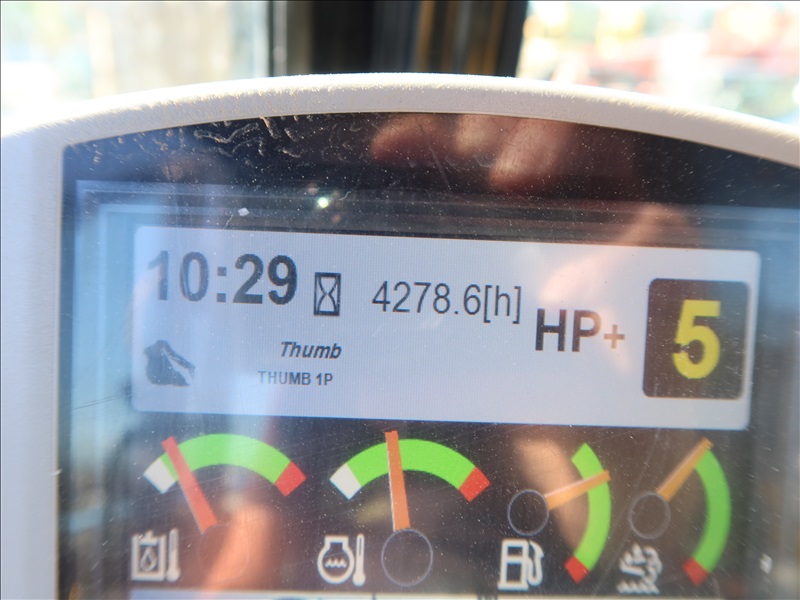 10:29 4278.6[h] HP+ 5
Thumb
THUMB 1P